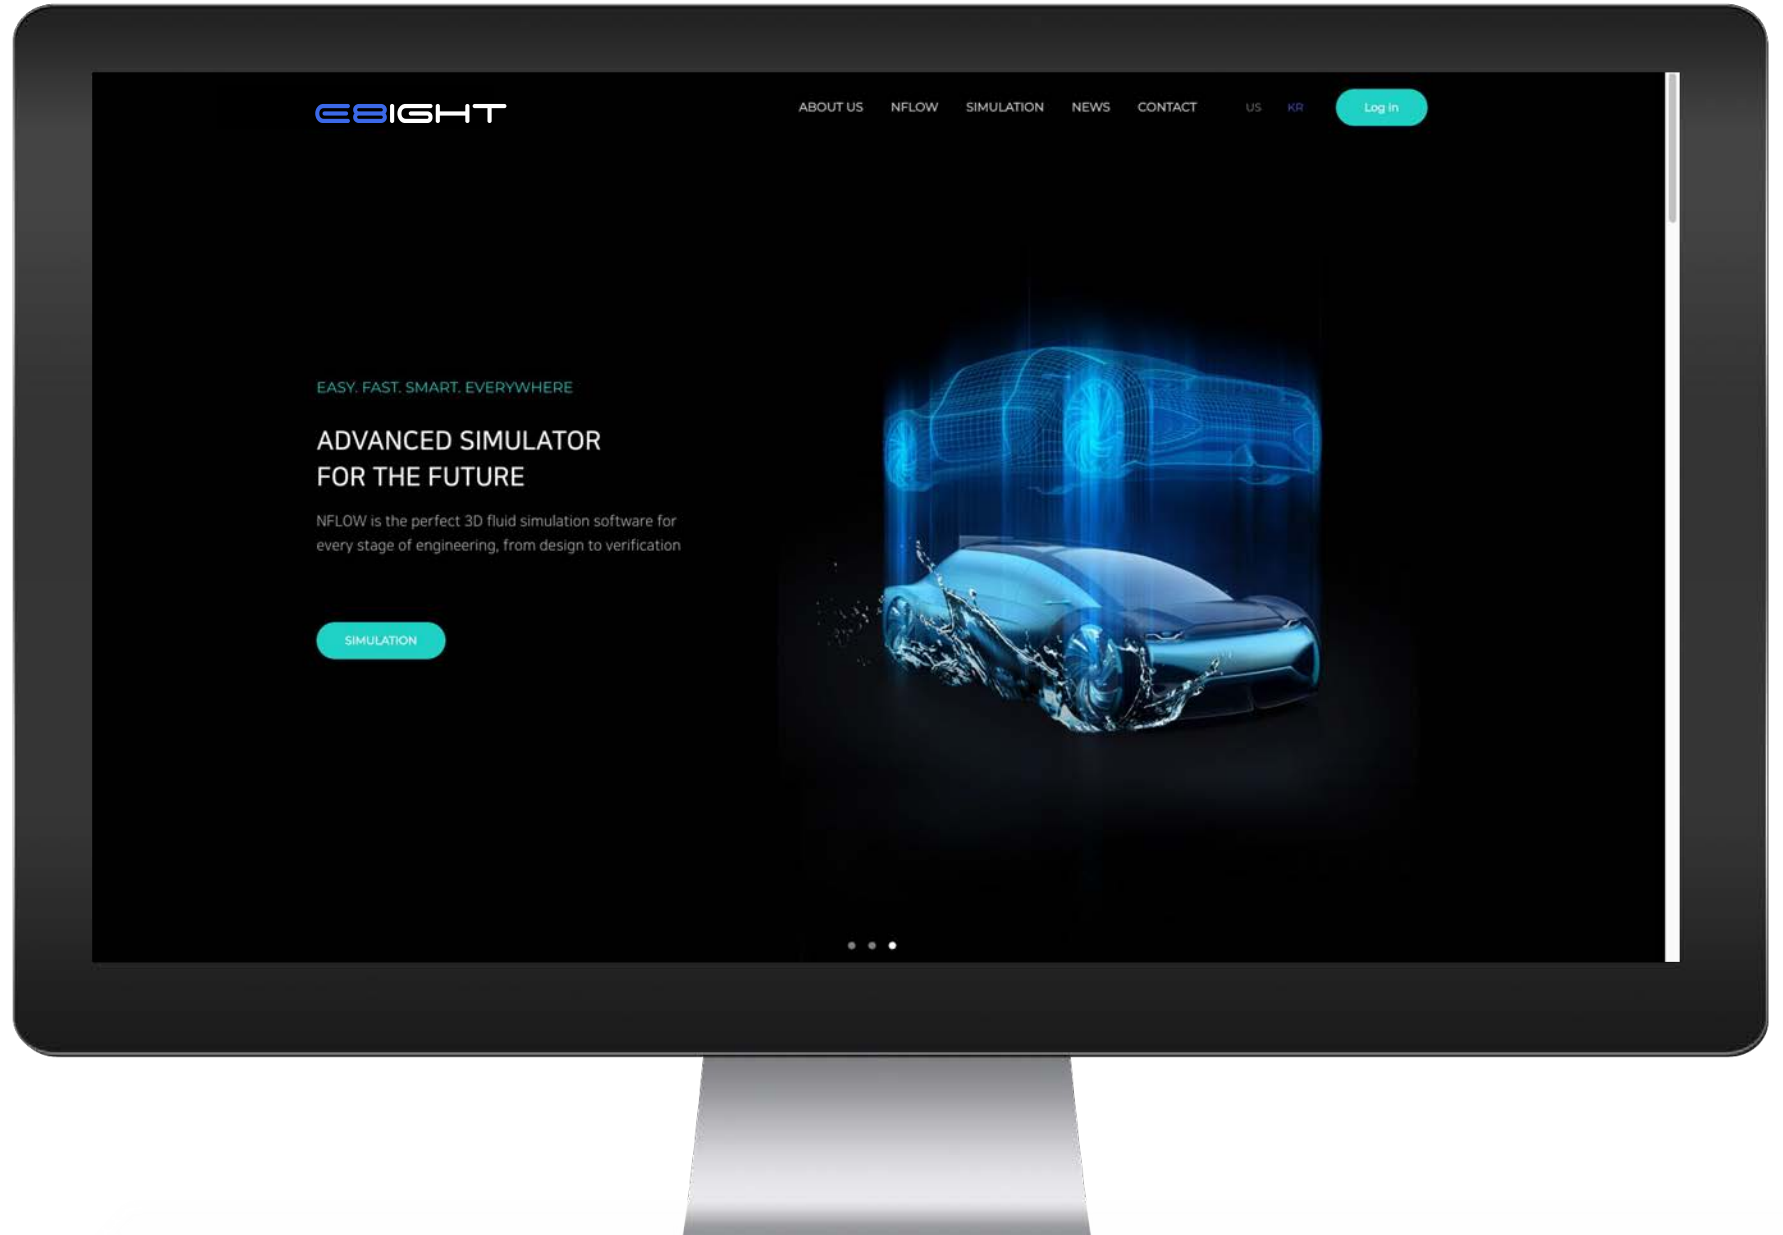 E8IGHT
ABOUT US NFLOW SIMULATION NEWS CONTACT US KR Log in
EASY. FAST. SMART. EVERYWHERE
ADVANCED SIMULATOR
FOR THE FUTURE
NFLOW is the perfect 3D fluid simulation software for
every stage of engineering, from design to verification
SIMULATION